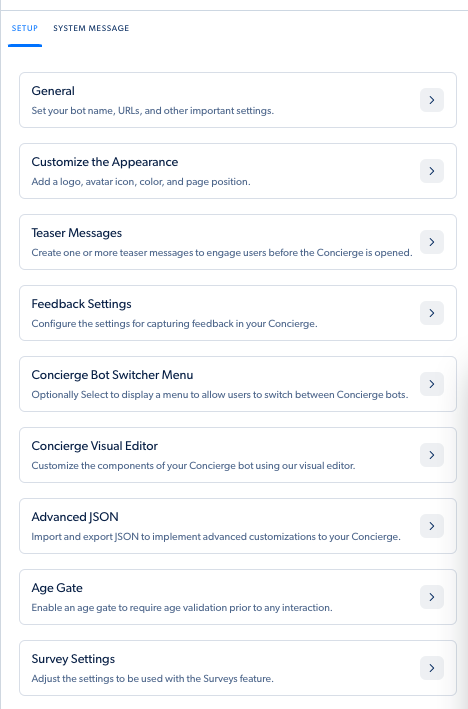 SETUP SYSTEM MESSAGE
General
Set your bot name, URLs, and other important settings.
Customize the Appearance
Add a logo, avatar icon, color, and page position.
Teaser Messages
Create one or more teaser messages to engage users before the Concierge is opened.
Feedback Settings
Configure the settings for capturing feedback in your Concierge.
Concierge Bot Switcher Menu
Optionally Select to display a menu to allow users to switch between Concierge bots.
Concierge Visual Editor
Customize the components of your Concierge bot using our visual editor.
Advanced JSON
Import and export JSON to implement advanced customizations to your Concierge.
Age Gate
Enable an age gate to require age validation prior to any interaction.
Survey Settings
Adjust the settings to be used with the Surveys feature.